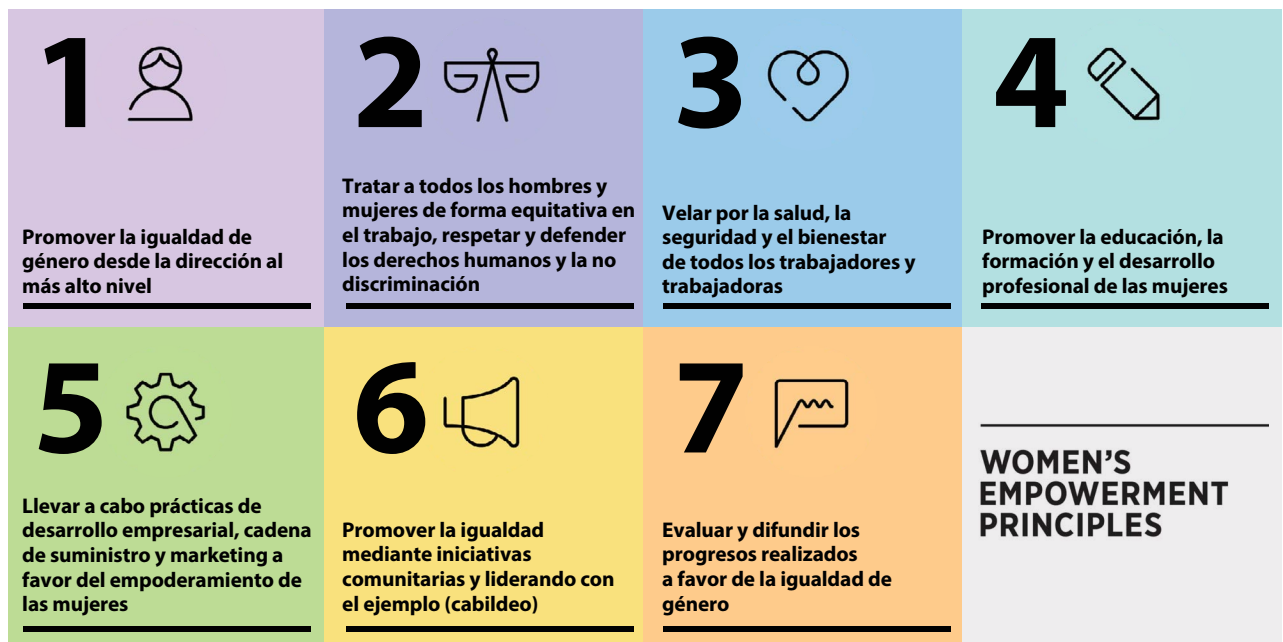 1
Promover la igualdad de
género desde la dirección al
más alto nivel
2
Tratar a todos los hombres y
mujeres de forma equitativa en
el trabajo, respetar y defender
los derechos humanos y la no
discriminación
3
Velar por la salud, la
seguridad y el bienestar
de todos los trabajadores y
trabajadoras
4
Promover la educación, la
formación y el desarrollo
profesional de las mujeres
5
Llevar a cabo prácticas de
desarrollo empresarial, cadena
de suministro y marketing a
favor del empoderamiento de
las mujeres
6
Promover la igualdad
mediante iniciativas
comunitarias y liderando con
el ejemplo (cabildeo)
7
Evaluar y difundir los
progresos realizados
a favor de la igualdad de
género
WOMEN'S
EMPOWERMENT
PRINCIPLES